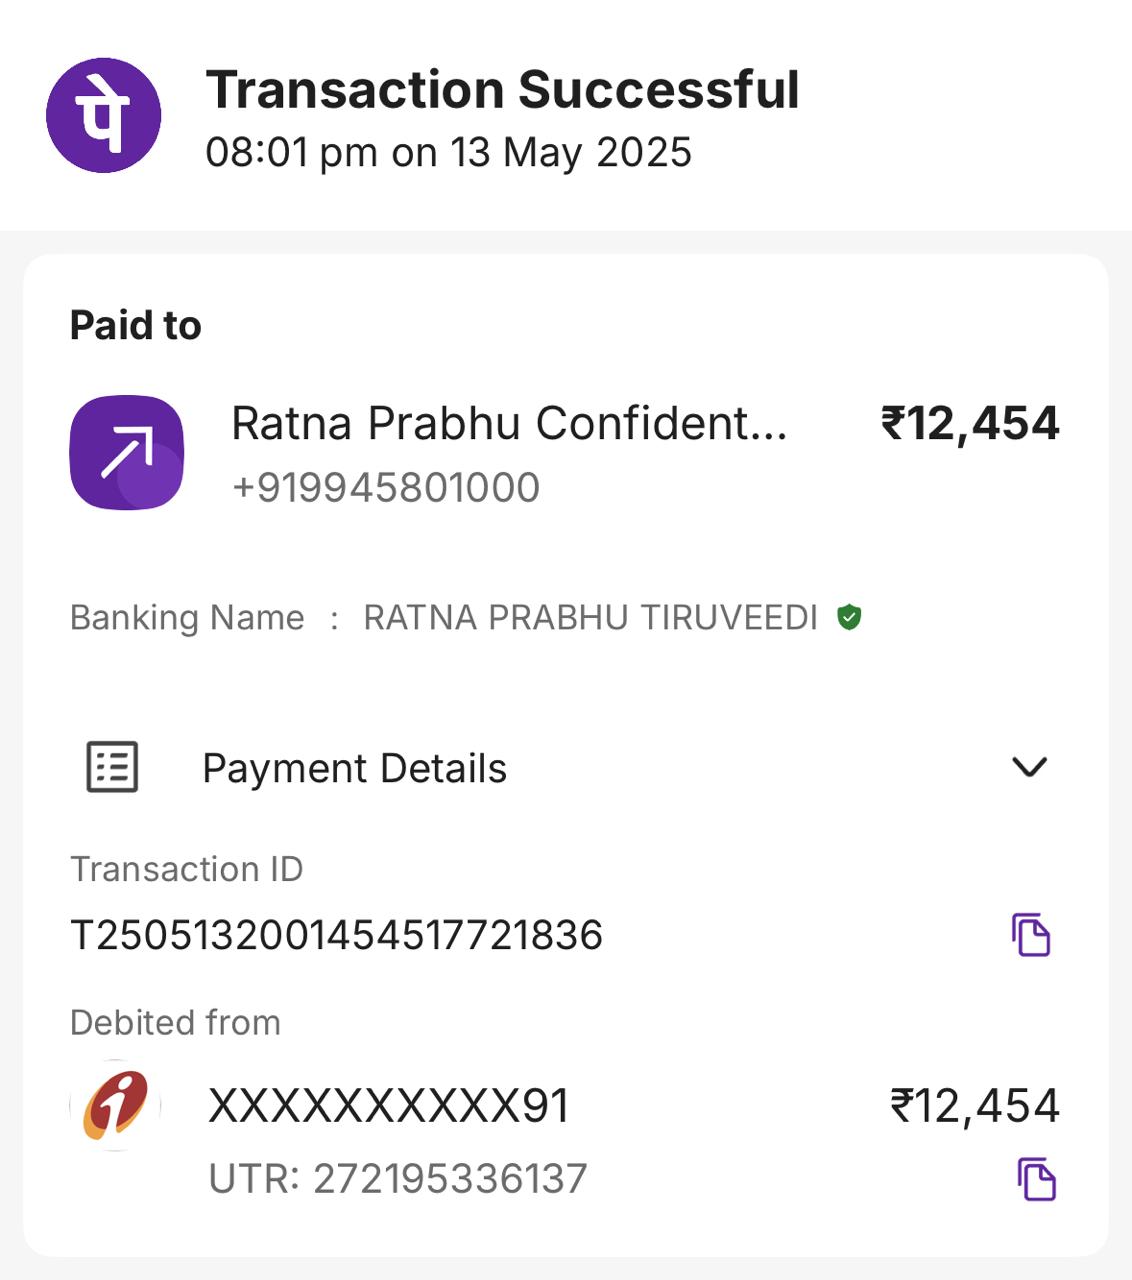 पे
Transaction Successful
08:01 pm on 13 May 2025
Paid to
Ratna Prabhu Confident... ₹12,454
+919945801000
Banking Name : RATNA PRABHU TIRUVEEDI
Payment Details
Transaction ID
T2505132001454517721836
Debited from
XXXXXXXXXX91 ₹12,454
UTR: 272195336137